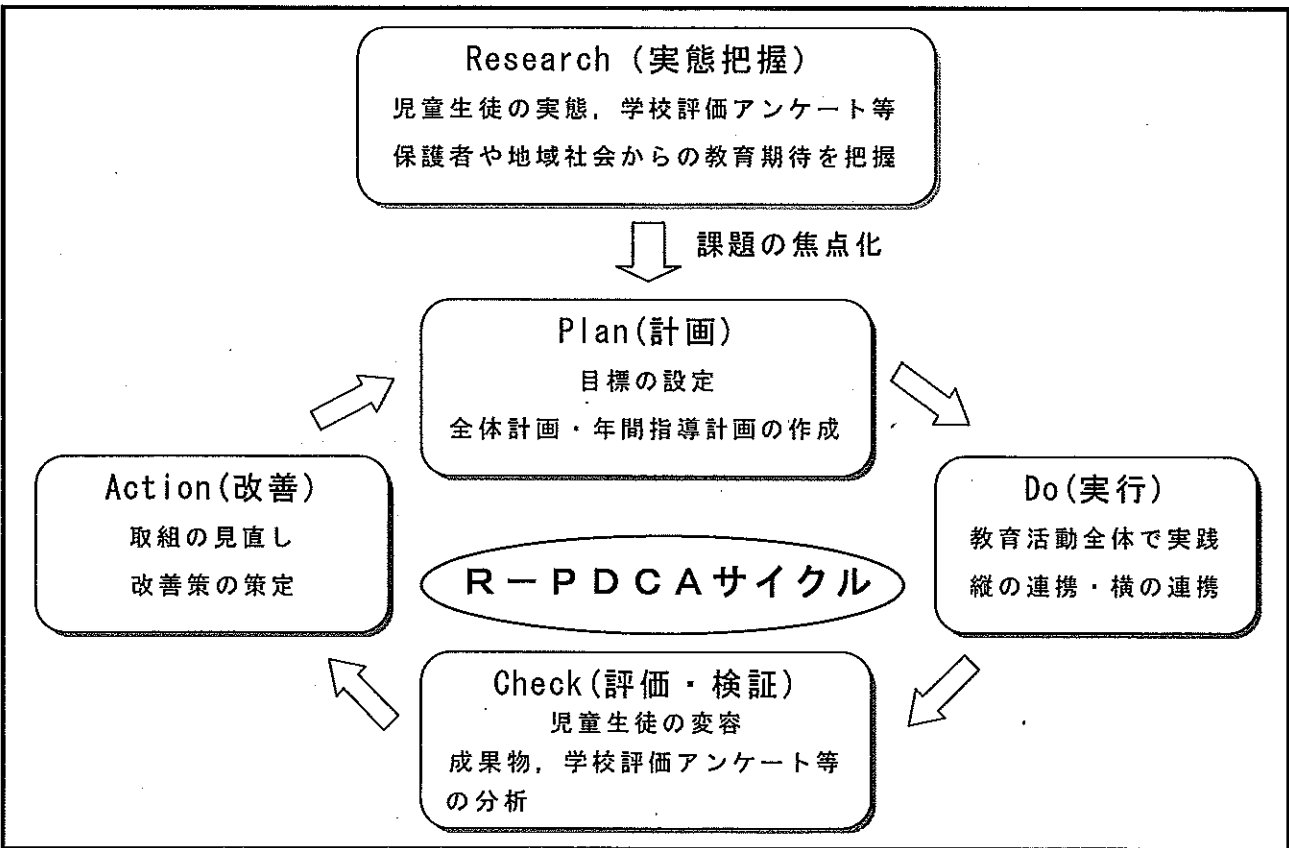 Research (実態把握)
児童生徒の実態，学校評価アンケート等
保護者や地域社会からの教育期待を把握
課題の焦点化
Plan(計画)
目標の設定
全体計画・年間指導計画の作成
Action(改善)
取組の見直し
改善策の策定
R－PDCAサイクル
Do(実行)
教育活動全体で実践
縦の連携・横の連携
Check(評価・検証)
児童生徒の変容
成果物，学校評価アンケート等
の分析